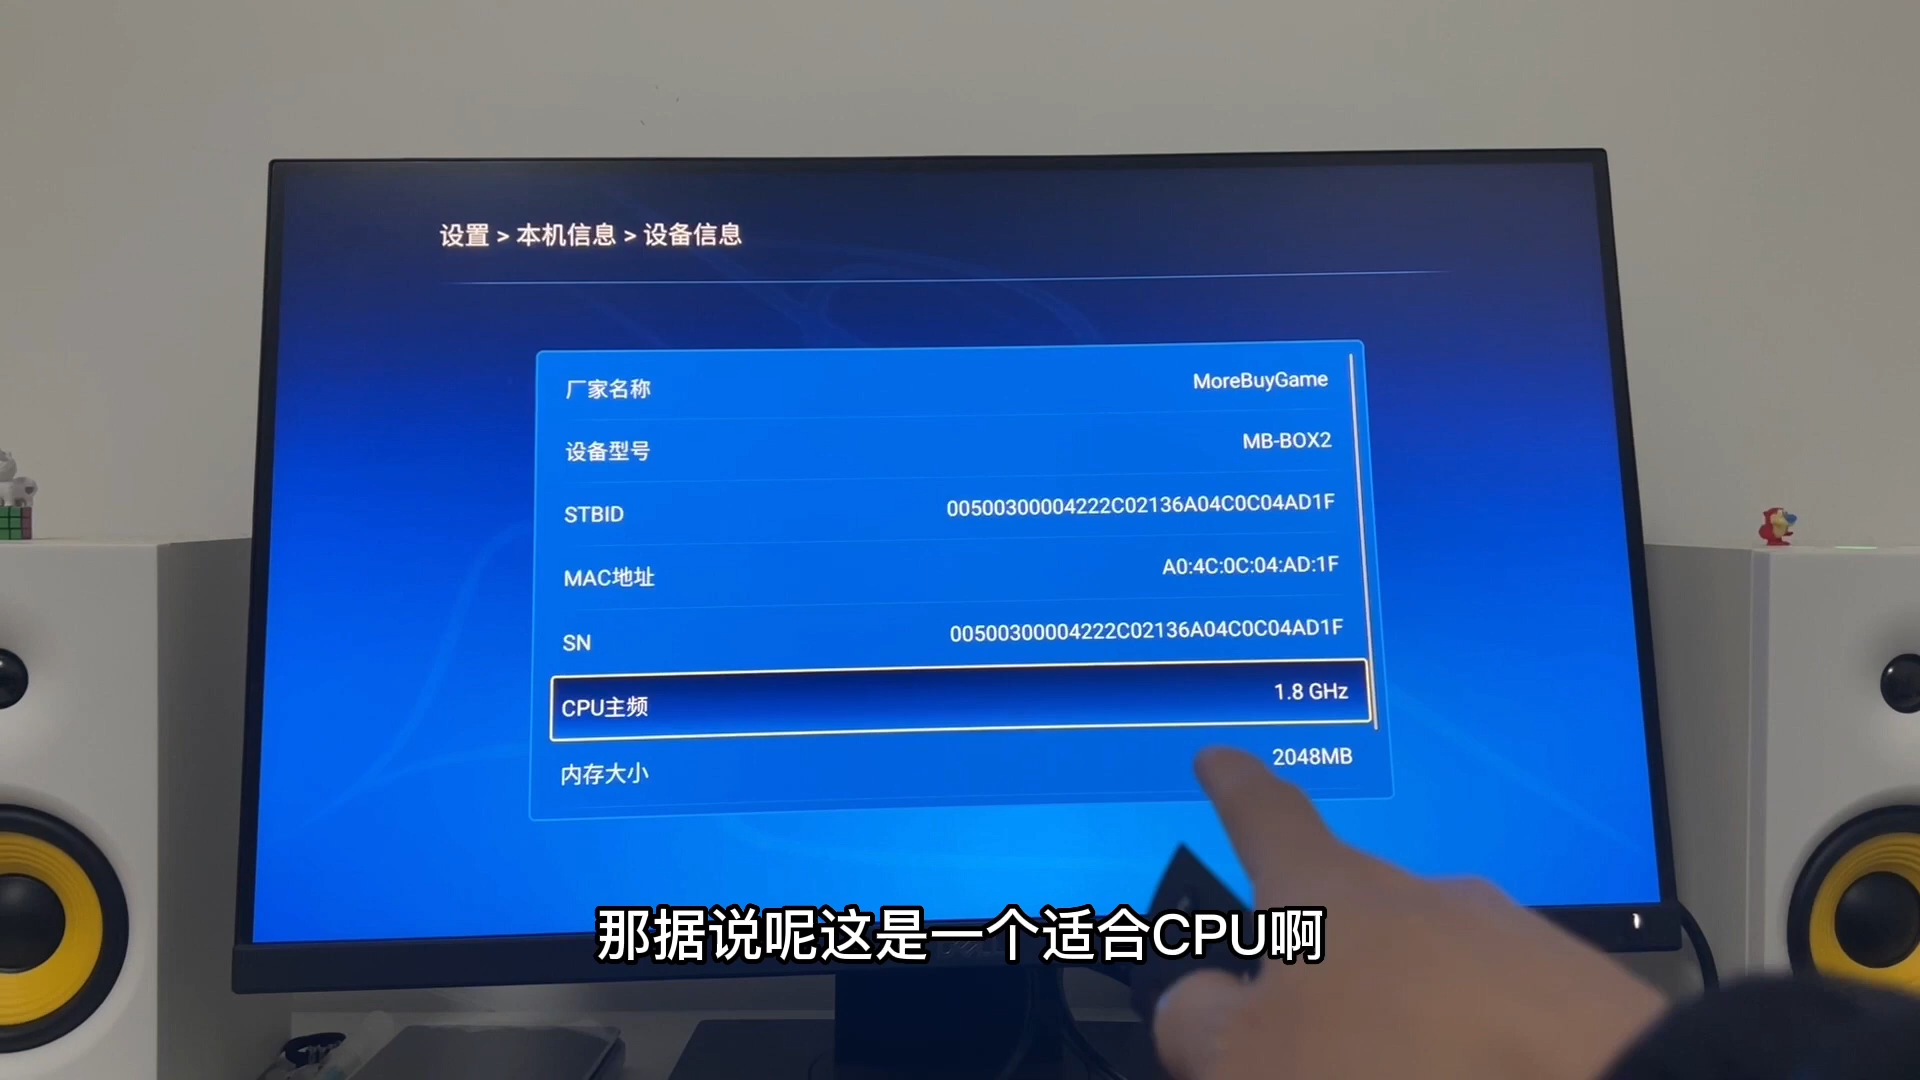 设置 > 本机信息 > 设备信息
厂家名称 MoreBuyGame
设备型号 MB-BOX2
STBID 00500300004222C02136A04C0C04AD1F
MAC地址 A0:4C:0C:04:AD:1F
SN 00500300004222C02136A04C0C04AD1F
CPU主频 1.8 GHz
内存大小 2048MB
那据说呢这是一个适合CPU啊